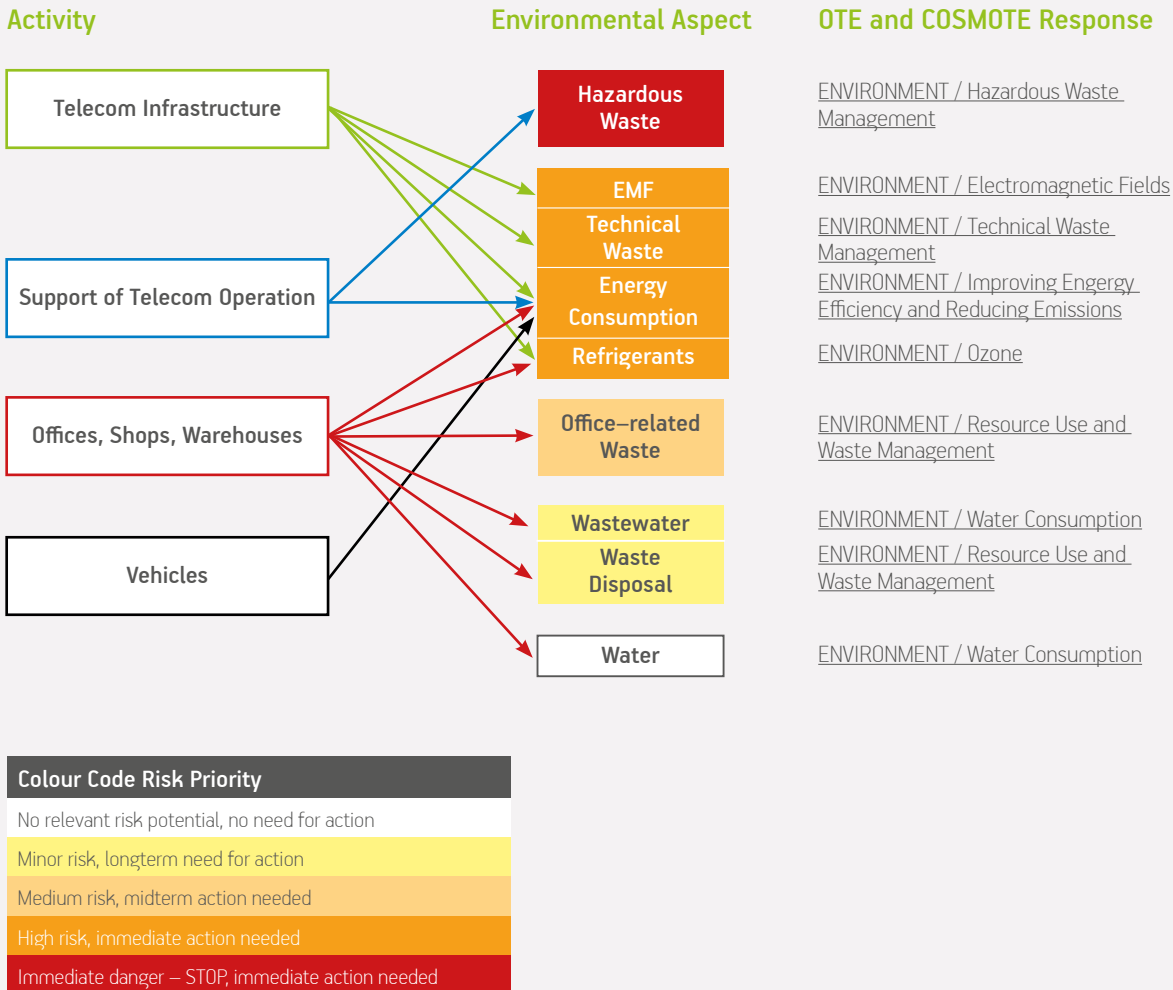 Activity
Environmental Aspect
OTE and COSMOTE Response
Telecom Infrastructure
Support of Telecom Operation
Offices, Shops, Warehouses
Vehicles
Hazardous
Waste
EMF
Technical
Waste
Energy
Consumption
Refrigerants
Office–related
Waste
Wastewater
Waste
Disposal
Water
ENVIRONMENT / Hazardous Waste
Management
ENVIRONMENT / Electromagnetic Fields
ENVIRONMENT / Technical Waste
Management
ENVIRONMENT / Improving Engergy
Efficiency and Reducing Emissions
ENVIRONMENT / Ozone
ENVIRONMENT / Resource Use and
Waste Management
ENVIRONMENT / Water Consumption
ENVIRONMENT / Resource Use and
Waste Management
ENVIRONMENT / Water Consumption
Colour Code Risk Priority
No relevant risk potential, no need for action
Minor risk, longterm need for action
Medium risk, midterm action needed
High risk, immediate action needed
Immediate danger – STOP, immediate action needed